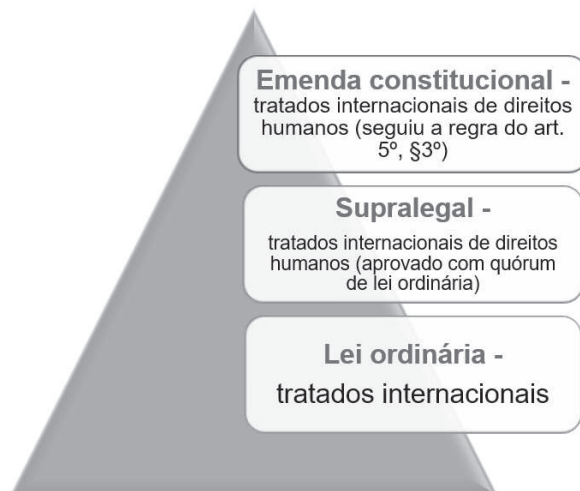 Emenda constitucional -
tratados internacionais de direitos
humanos (seguiu a regra do art.
5º, §3º)
Supralegal -
tratados internacionais de direitos
humanos (aprovado com quórum
de lei ordinária)
Lei ordinária -
tratados internacionais